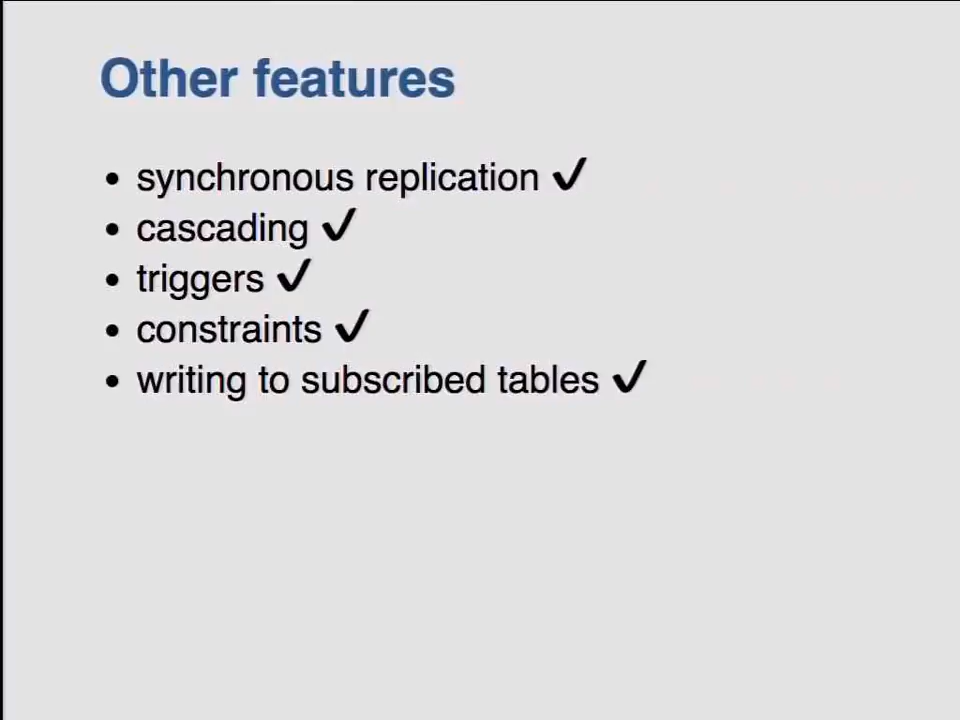 Other features
• synchronous replication ✔
• cascading ✔
• triggers ✔
• constraints ✔
• writing to subscribed tables ✔